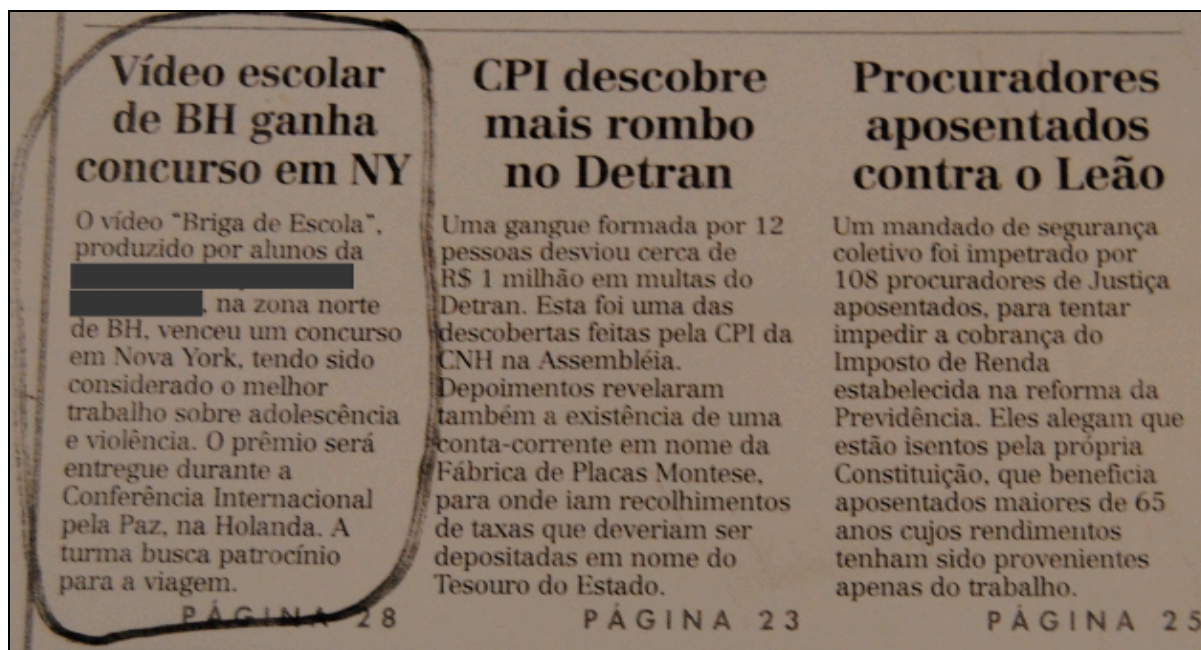 Vídeo escolar
de BH ganha
concurso em NY
O vídeo "Briga de Escola",
produzido por alunos da
, na zona norte
de BH, venceu um concurso
em Nova York, tendo sido
considerado o melhor
trabalho sobre adolescência
e violência. O prêmio será
entregue durante a
Conferência Internacional
pela Paz, na Holanda. A
turma busca patrocínio
para a viagem.
PÁGINA 28
CPI descobre
mais rombo
no Detran
Uma gangue formada por 12
pessoas desviou cerca de
R$ 1 milhão em multas do
Detran. Esta foi uma das
descobertas feitas pela CPI da
CNH na Assembléia.
Depoimentos revelaram
também a existência de uma
conta-corrente em nome da
Fábrica de Placas Montese,
para onde iam recolhimentos
de taxas que deveriam ser
depositadas em nome do
Tesouro do Estado.
PÁGINA 23
Procuradores
aposentados
contra o Leão
Um mandado de segurança
coletivo foi impetrado por
108 procuradores de Justiça
aposentados, para tentar
impedir a cobrança do
Imposto de Renda
estabelecida na reforma da
Previdência. Eles alegam que
estão isentos pela própria
Constituição, que beneficia
aposentados maiores de 65
anos cujos rendimentos
tenham sido provenientes
apenas do trabalho.
PÁGINA 25